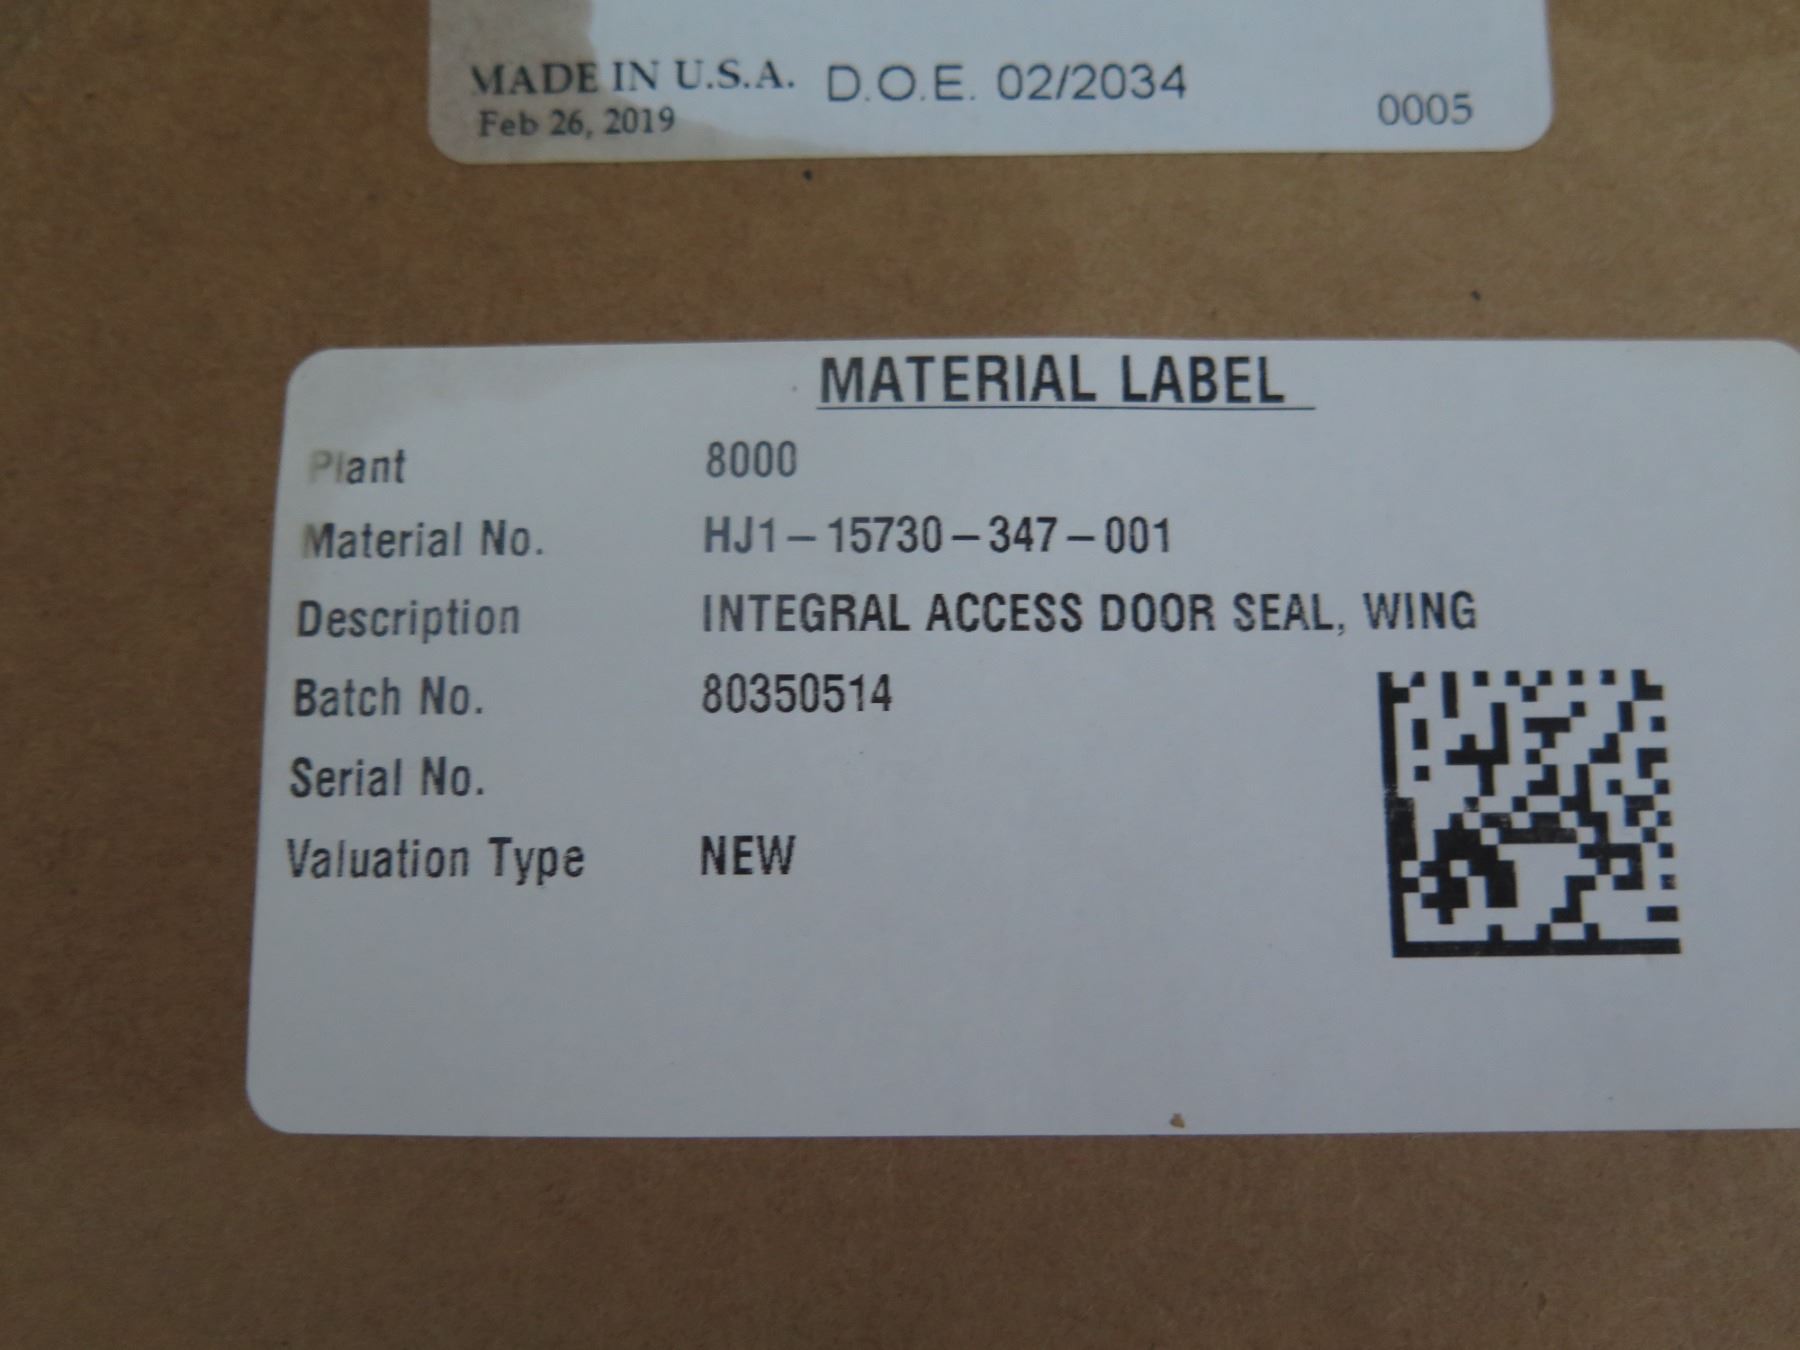 MADE IN U.S.A. D.O.E. 02/2034
Feb 26, 2019 0005
MATERIAL LABEL
Plant 8000
Material No. HJ1-15730-347-001
Description INTEGRAL ACCESS DOOR SEAL, WING
Batch No. 80350514
Serial No.
Valuation Type NEW